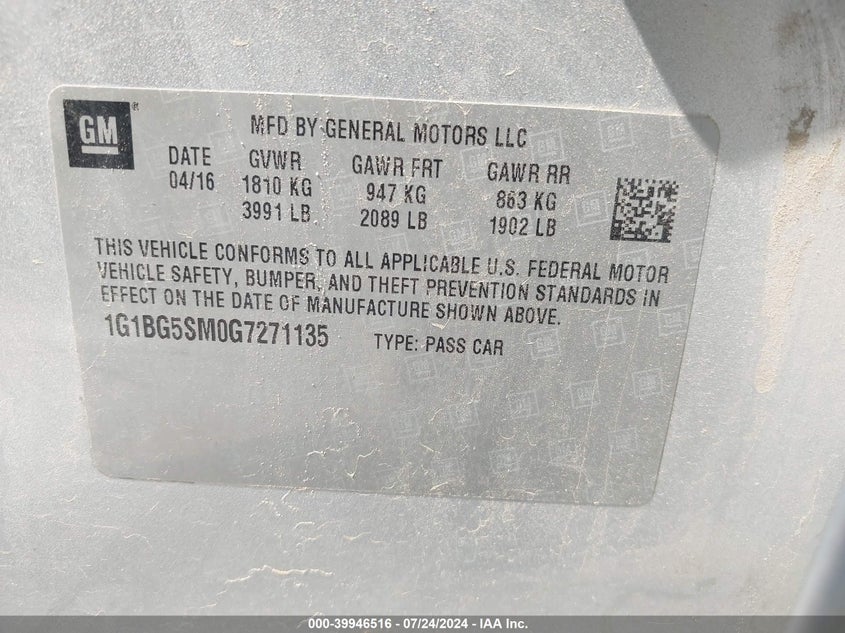 GM
MFD BY GENERAL MOTORS LLC
DATE GVWR GAWR FRT GAWR RR
04/16 1810 KG 947 KG 863 KG
3991 LB 2089 LB 1902 LB
THIS VEHICLE CONFORMS TO ALL APPLICABLE U.S. FEDERAL MOTOR
VEHICLE SAFETY, BUMPER, AND THEFT PREVENTION STANDARDS IN
EFFECT ON THE DATE OF MANUFACTURE SHOWN ABOVE.
1G1BG5SM0G7271135 TYPE: PASS CAR
000-39946516 / 07/24/2024 - IAA Inc.